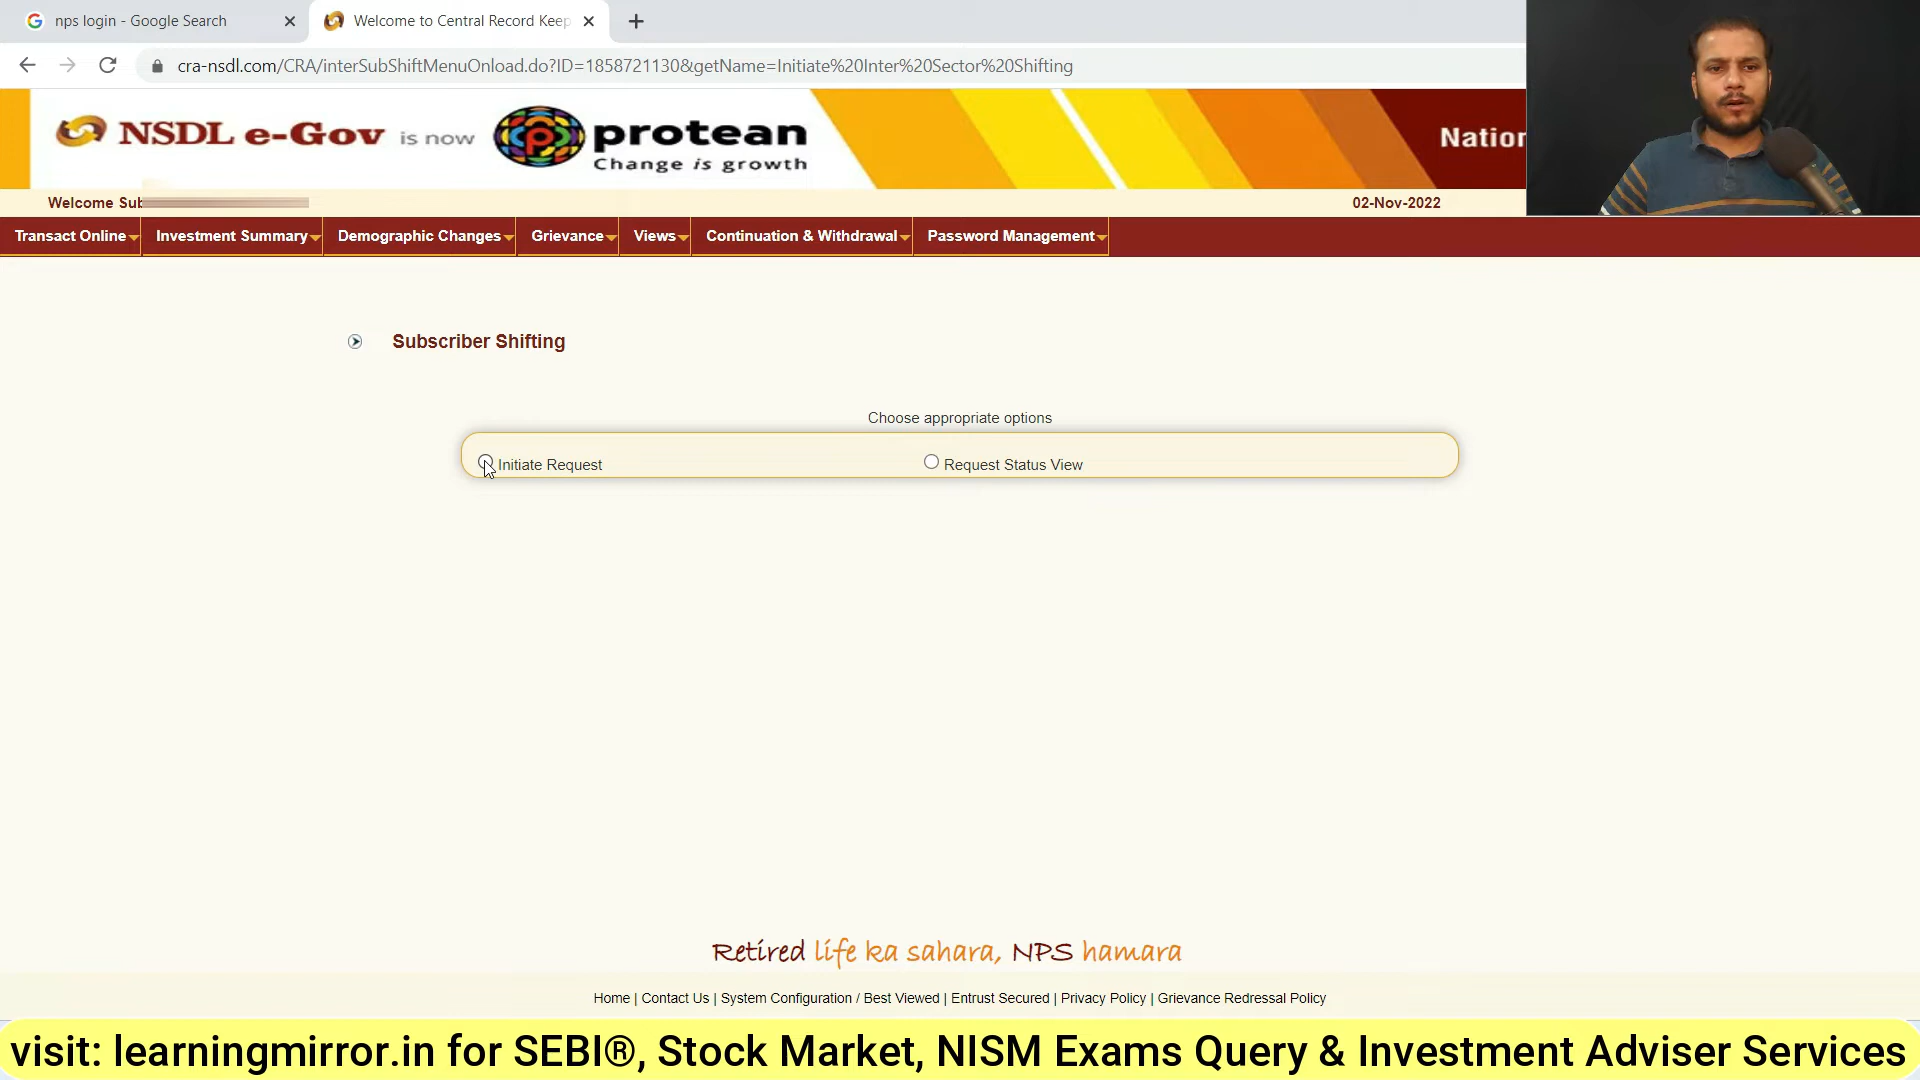 nps login - Google Search
Welcome to Central Record Keep
cra-nsdl.com/CRA/interSubShiftMenuOnload.do?ID=1858721130&getName=Initiate%20Inter%20Sector%20Shifting
NSDL e-Gov is now protean
Change is growth
Nation
Welcome Sub
02-Nov-2022
Transact Online Investment Summary Demographic Changes Grievance Views Continuation & Withdrawal Password Management
Subscriber Shifting
Choose appropriate options
Initiate Request Request Status View
Retired life ka sahara, NPS hamara
Home | Contact Us | System Configuration / Best Viewed | Entrust Secured | Privacy Policy | Grievance Redressal Policy
visit: learningmirror.in for SEBI®, Stock Market, NISM Exams Query & Investment Adviser Services